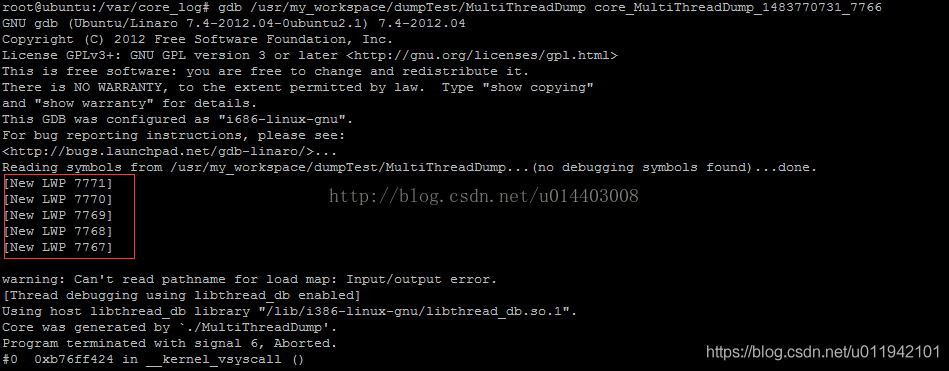 root@ubuntu:/var/core_log# gdb /usr/my_workspace/dumpTest/MultiThreadDump core_MultiThreadDump_1483770731_7766
GNU gdb (Ubuntu/Linaro 7.4-2012.04-0ubuntu2.1) 7.4-2012.04
Copyright (C) 2012 Free Software Foundation, Inc.
License GPLv3+: GNU GPL version 3 or later <http://gnu.org/licenses/gpl.html>
This is free software: you are free to change and redistribute it.
There is NO WARRANTY, to the extent permitted by law.  Type "show copying"
and "show warranty" for details.
This GDB was configured as "i686-linux-gnu".
For bug reporting instructions, please see:
<http://bugs.launchpad.net/gdb-linaro/>...
Reading symbols from /usr/my_workspace/dumpTest/MultiThreadDump...(no debugging symbols found)...done.
[New LWP 7771]
[New LWP 7770]
http://blog.csdn.net/u014403008
[New LWP 7769]
[New LWP 7768]
[New LWP 7767]
warning: Can't read pathname for load map: Input/output error.
[Thread debugging using libthread_db enabled]
Using host libthread_db library "/lib/i386-linux-gnu/libthread_db.so.1".
Core was generated by `./MultiThreadDump'.
Program terminated with signal 6, Aborted.
#0  0xb76ff424 in __kernel_vsyscall ()
https://blog.csdn.net/u011942101